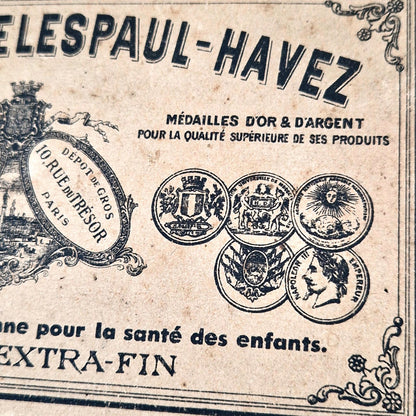 ELESPAUL-HAVEZ
MÉDAILLES D'OR & D'ARGENT
POUR LA QUALITÉ SUPÉRIEURE DE SES PRODUITS
DÉPOT DE GROS
10, RUE DU TRÉSOR
PARIS
NAPOLEON III EMPEREUR
nne pour la santé des enfants.
EXTRA-FIN